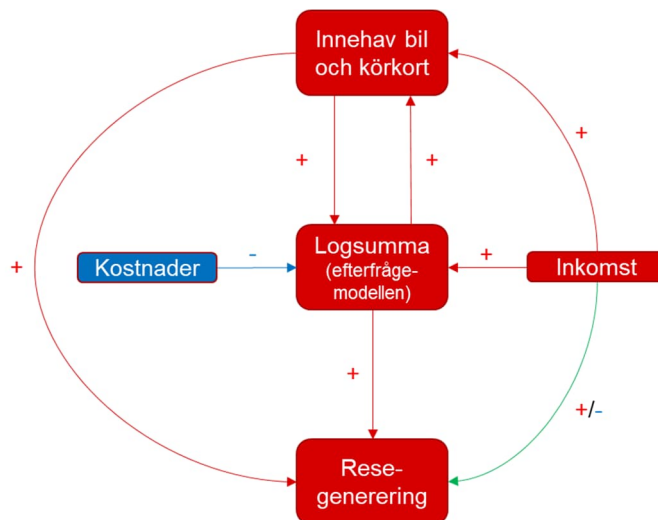 Innehav bil
och körkort
+
+
+
+
Logsumma
(efterfråge-
modellen)
Kostnader
-
+
Inkomst
+
+/-
Rese-
generering